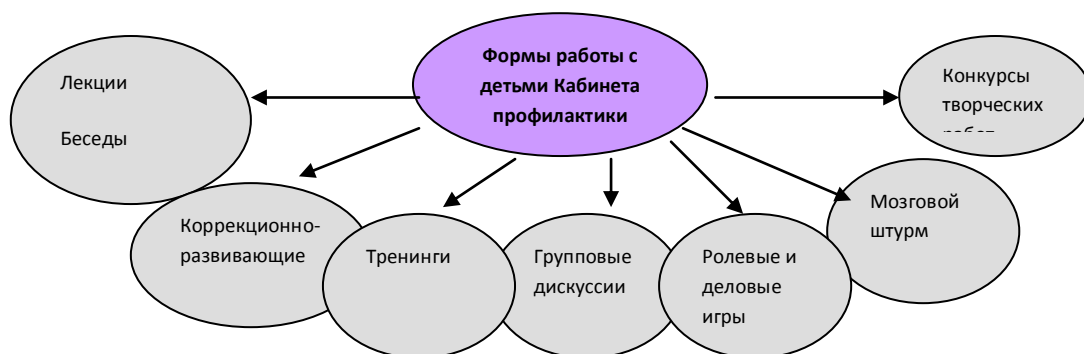 Формы работы с
детьми Кабинета
профилактики
Лекции
Беседы
Коррекционно-
развивающие
Тренинги
Групповые
дискуссии
Ролевые и
деловые
игры
Мозговой
штурм
Конкурсы
творческих